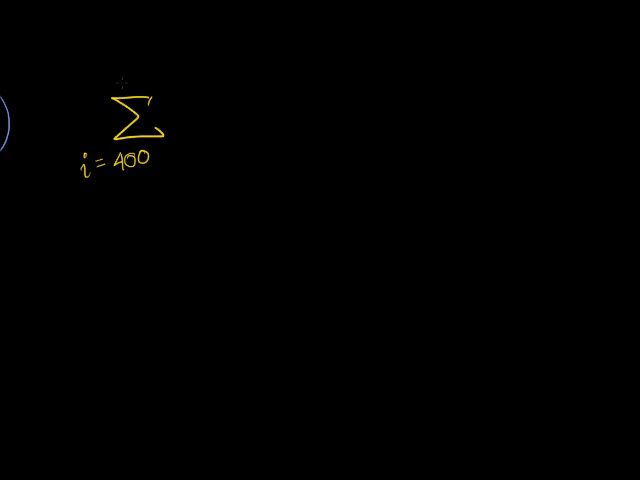 ∑
i = 400